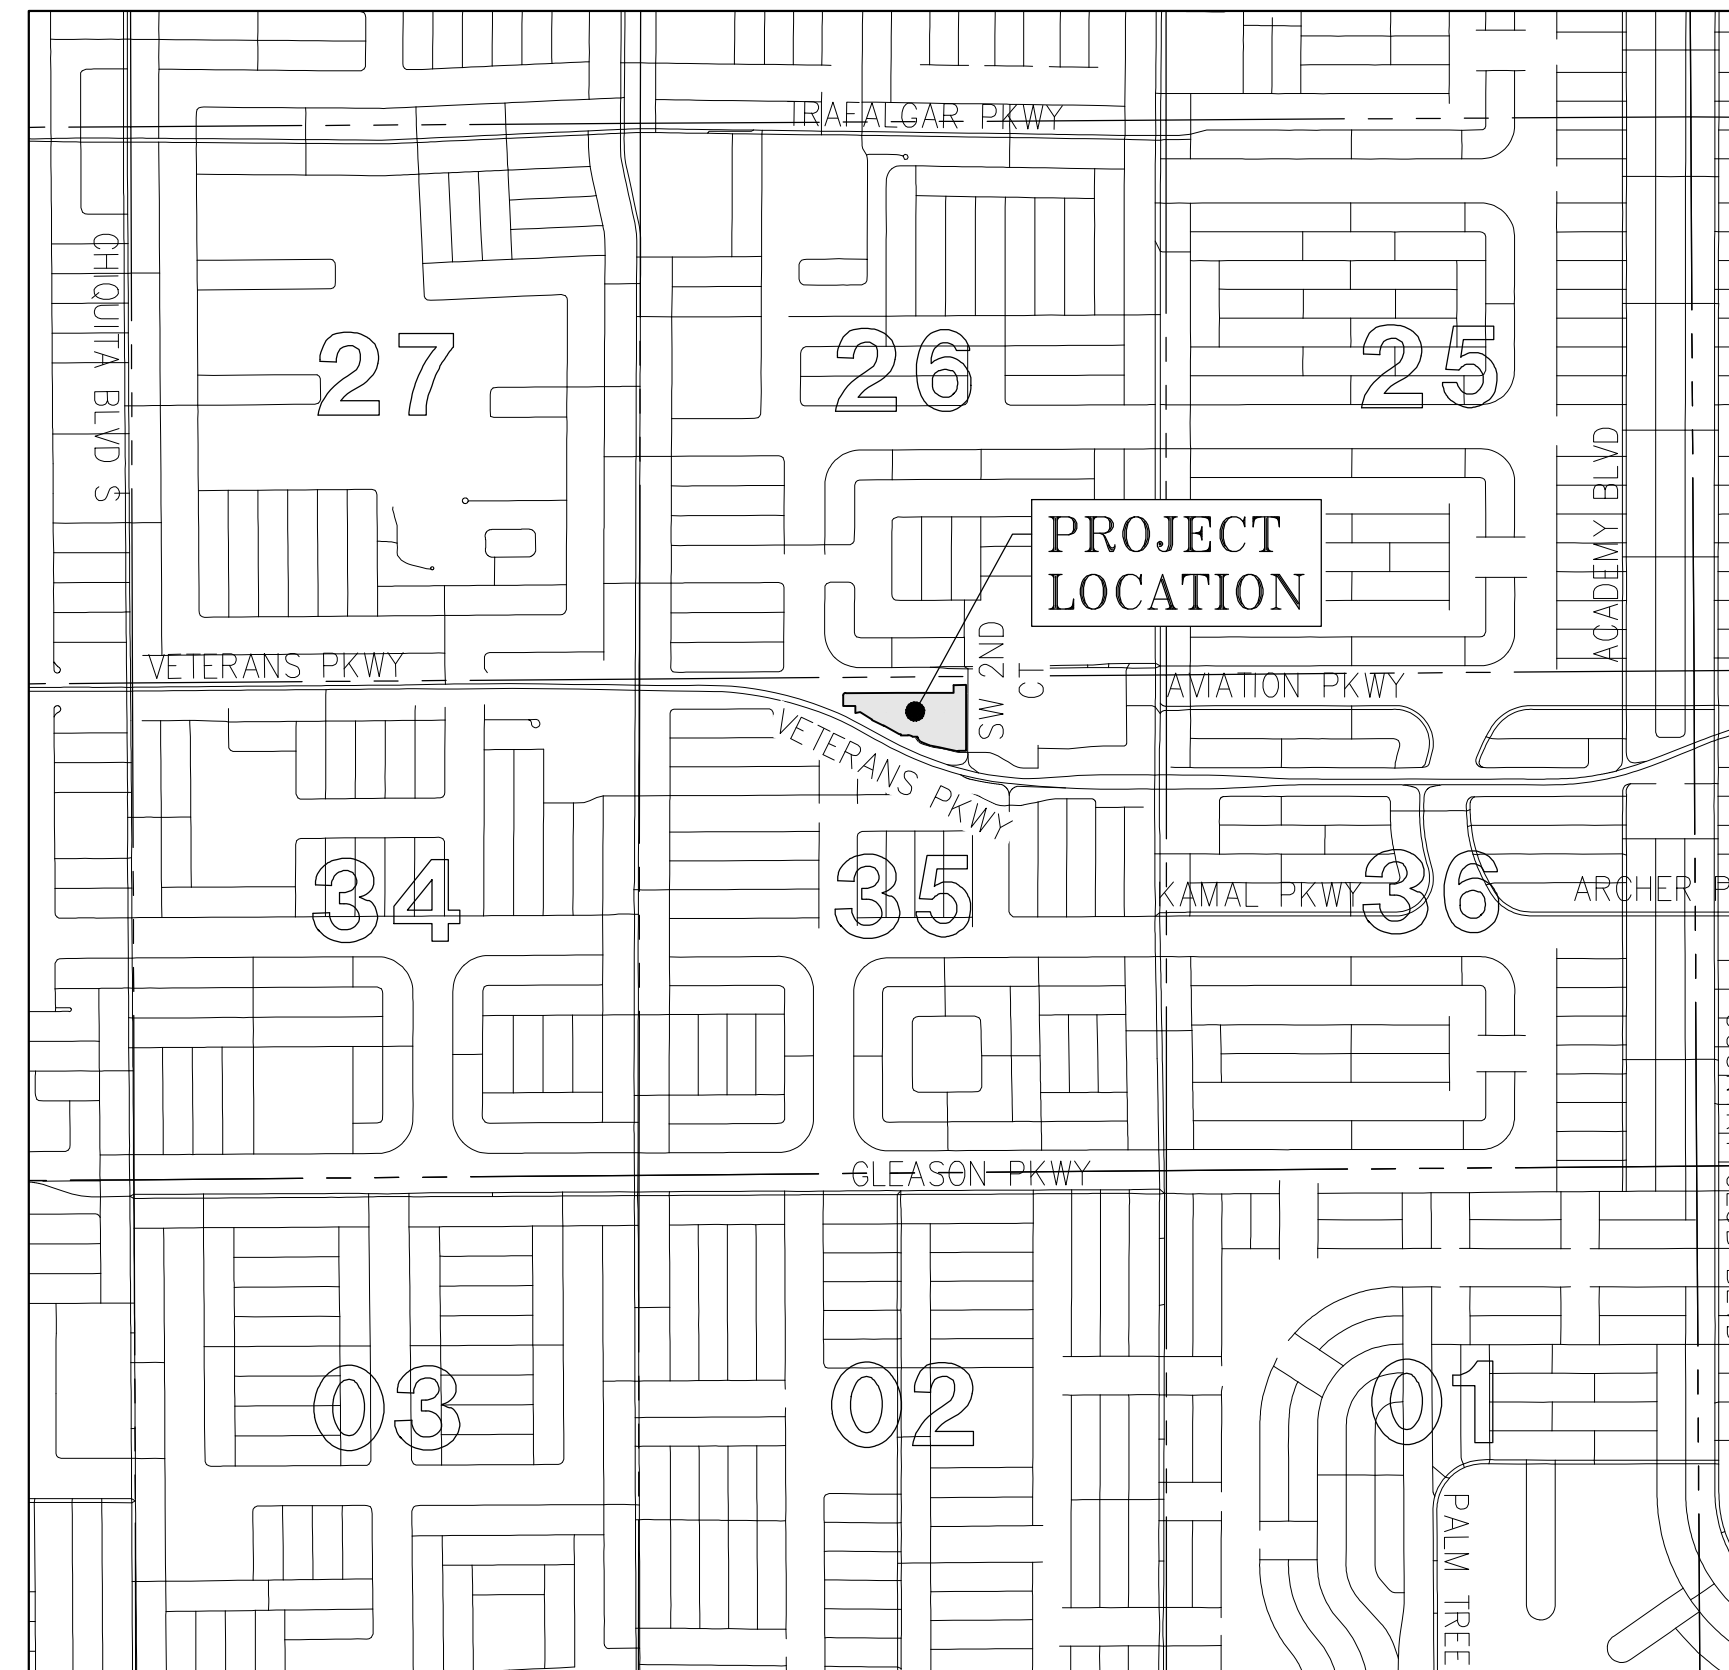 TRAFALGAR PKWY
CHIQUITA BLVD S
27
26
25
ACADEMY BLVD
PROJECT
LOCATION
VETERANS PKWY
SW 2ND
CT
AVIATION PKWY
VETERANS PKWY
34
35
KAMAL PKWY
36
ARCHER P
GLEASON PKWY
03
02
01
PALM TREE